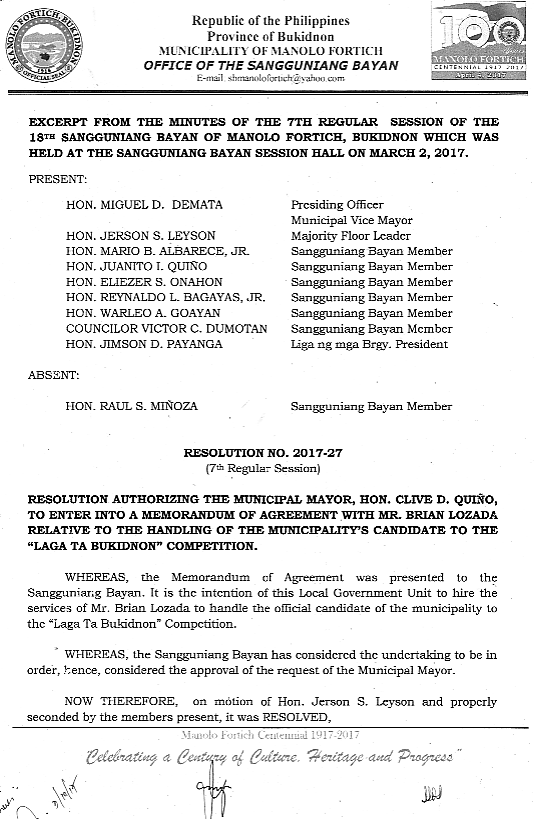 Republic of the Philippines
Province of Bukidnon
MUNICIPALITY OF MANOLO FORTICH
OFFICE OF THE SANGGUNIANG BAYAN
E-mail: sbmanolofortich@yahoo.com
MANOLO FORTICH, BUKIDNON
OFFICIAL SEAL
100
MANOLO FORTICH
CENTENNIAL 1917-2017
EXCERPT FROM THE MINUTES OF THE 7TH REGULAR SESSION OF THE
18TH SANGGUNIANG BAYAN OF MANOLO FORTICH, BUKIDNON WHICH WAS
HELD AT THE SANGGUNIANG BAYAN SESSION HALL ON MARCH 2, 2017.
PRESENT:
HON. MIGUEL D. DEMATA Presiding Officer
Municipal Vice Mayor
HON. JERSON S. LEYSON Majority Floor Leader
HON. MARIO B. ALBARECE, JR. Sangguniang Bayan Member
HON. JUANITO I. QUIÑO Sangguniang Bayan Member
HON. ELIEZER S. ONAHON Sangguniang Bayan Member
HON. REYNALDO L. BAGAYAS, JR. Sangguniang Bayan Member
HON. WARLEO A. GOAYAN Sangguniang Bayan Member
COUNCILOR VICTOR C. DUMOTAN Sangguniang Bayan Member
HON. JIMSON D. PAYANGA Liga ng mga Brgy. President
ABSENT:
HON. RAUL S. MIÑOZA Sangguniang Bayan Member
RESOLUTION NO. 2017-27
(7th Regular Session)
RESOLUTION AUTHORIZING THE MUNICIPAL MAYOR, HON. CLIVE D. QUIÑO,
TO ENTER INTO A MEMORANDUM OF AGREEMENT WITH MR. BRIAN LOZADA
RELATIVE TO THE HANDLING OF THE MUNICIPALITY'S CANDIDATE TO THE
"LAGA TA BUKIDNON" COMPETITION.
WHEREAS, the Memorandum of Agreement was presented to the
Sangguniang Bayan. It is the intention of this Local Government Unit to hire the
services of Mr. Brian Lozada to handle the official candidate of the municipality to
the "Laga Ta Bukidnon" Competition.
WHEREAS, the Sangguniang Bayan has considered the undertaking to be in
order, hence, considered the approval of the request of the Municipal Mayor.
NOW THEREFORE, on motion of Hon. Jerson S. Leyson and properly
seconded by the members present, it was RESOLVED,
Manolo Fortich Centennial 1917-2017
"Celebrating a Century of Culture, Heritage and Progress"